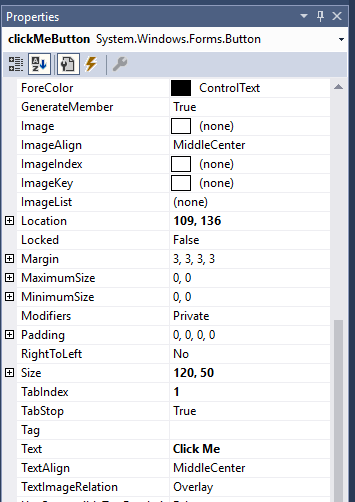 Properties
clickMeButton System.Windows.Forms.Button
ForeColor ControlText
GenerateMember True
Image (none)
ImageAlign MiddleCenter
ImageIndex (none)
ImageKey (none)
ImageList (none)
Location 109, 136
Locked False
Margin 3, 3, 3, 3
MaximumSize 0, 0
MinimumSize 0, 0
Modifiers Private
Padding 0, 0, 0, 0
RightToLeft No
Size 120, 50
TabIndex 1
TabStop True
Tag
Text Click Me
TextAlign MiddleCenter
TextImageRelation Overlay